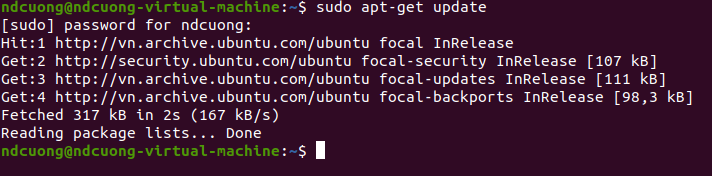 ndcuong@ndcuong-virtual-machine:~$ sudo apt-get update
[sudo] password for ndcuong:
Hit:1 http://vn.archive.ubuntu.com/ubuntu focal InRelease
Get:2 http://security.ubuntu.com/ubuntu focal-security InRelease [107 kB]
Get:3 http://vn.archive.ubuntu.com/ubuntu focal-updates InRelease [111 kB]
Get:4 http://vn.archive.ubuntu.com/ubuntu focal-backports InRelease [98,3 kB]
Fetched 317 kB in 2s (167 kB/s)
Reading package lists... Done
ndcuong@ndcuong-virtual-machine:~$